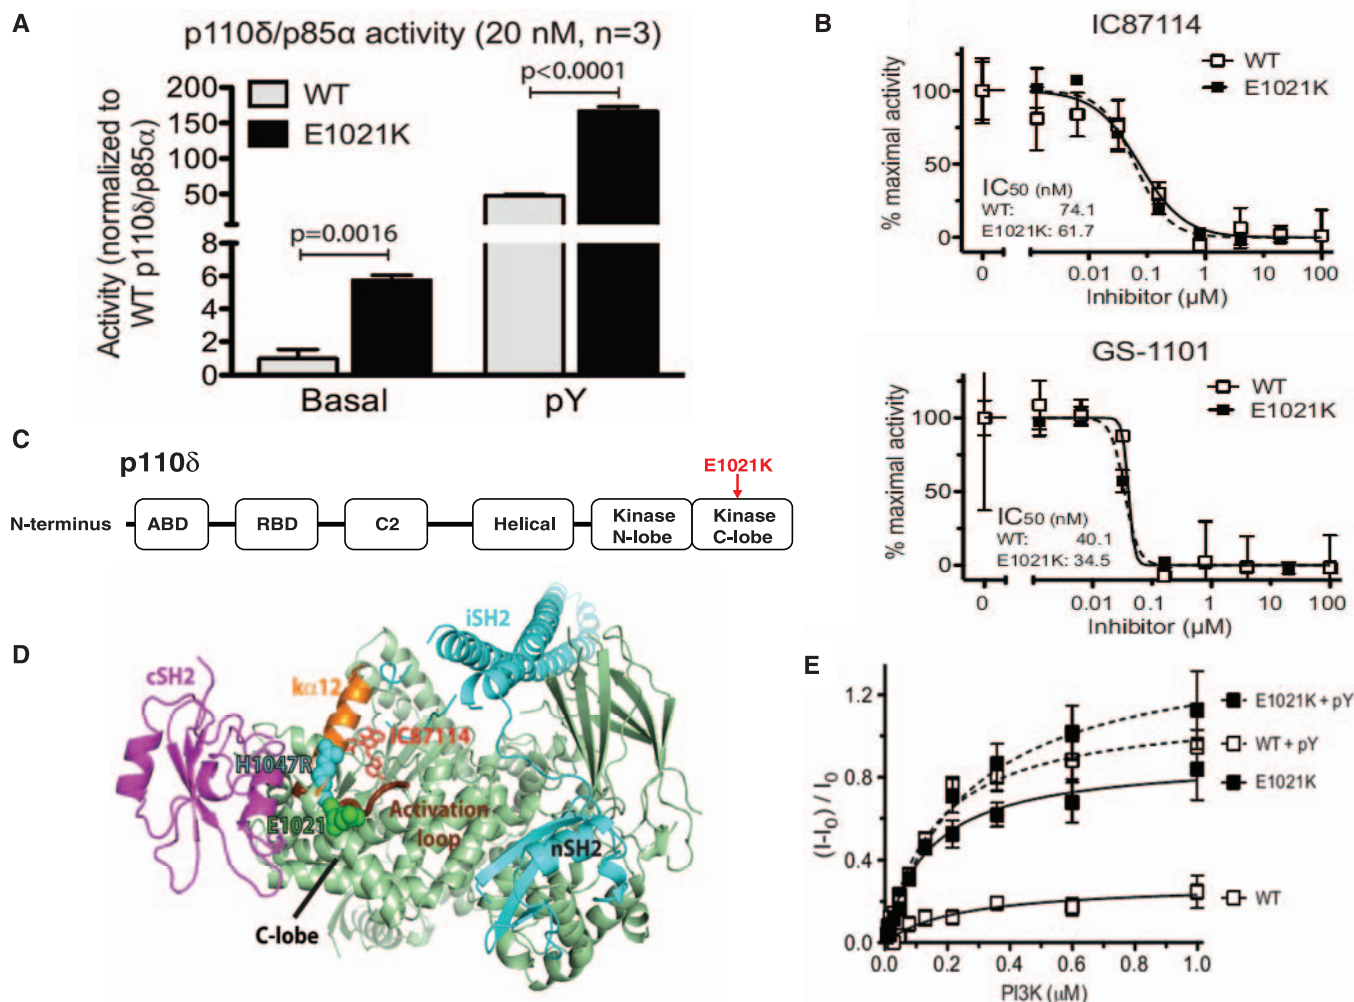 A
p110δ/p85α activity (20 nM, n=3)
Activity (normalized to
WT p110δ/p85α)
200
150
100
50
8
6
4
2
0
WT
E1021K
p=0.0016
p<0.0001
Basal
pY
B
IC87114
WT
E1021K
% maximal activity
100
50
0
IC50 (nM)
WT: 74.1
E1021K: 61.7
0 0.01 0.1 1 10 100
Inhibitor (µM)
GS-1101
WT
E1021K
% maximal activity
100
50
0
IC50 (nM)
WT: 40.1
E1021K: 34.5
0 0.01 0.1 1 10 100
Inhibitor (µM)
C
p110δ
E1021K
N-terminus
ABD
RBD
C2
Helical
Kinase
N-lobe
Kinase
C-lobe
D
cSH2
kα12
iSH2
IC87114
H1047R
E1021
Activation
loop
nSH2
C-lobe
E
(I-I0) / I0
1.2
0.8
0.4
0.0
E1021K + pY
WT + pY
E1021K
WT
0.0 0.2 0.4 0.6 0.8 1.0
PI3K (µM)